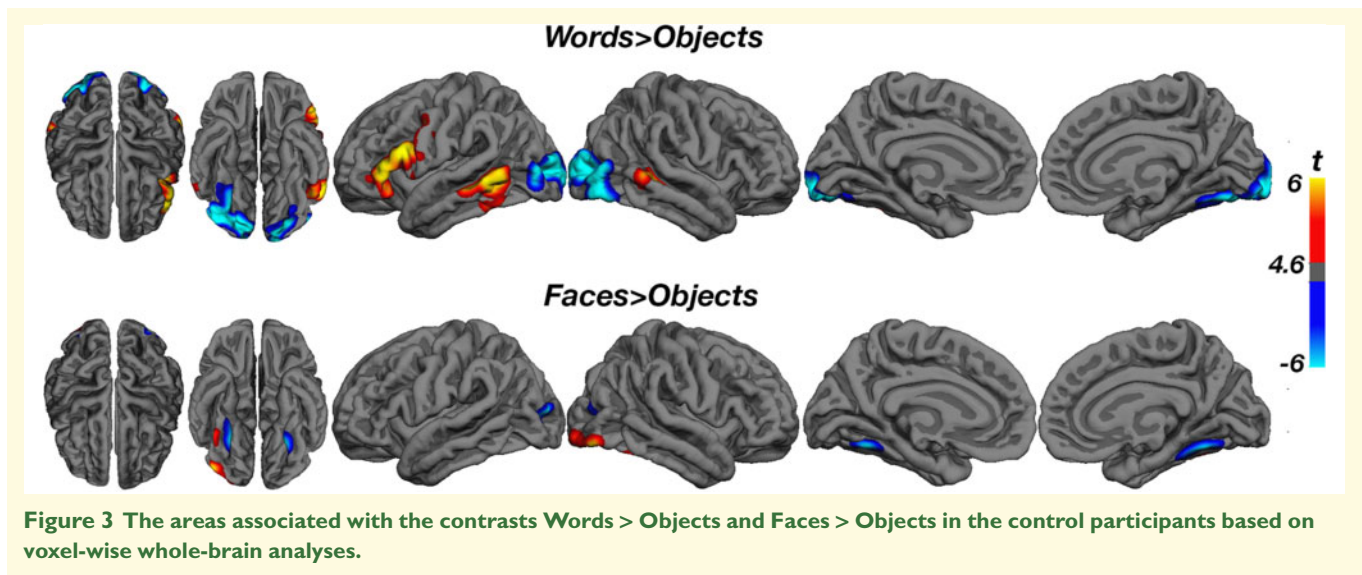 Words>Objects
t
6
4.6
-6
Faces>Objects
Figure 3 The areas associated with the contrasts Words > Objects and Faces > Objects in the control participants based on
voxel-wise whole-brain analyses.